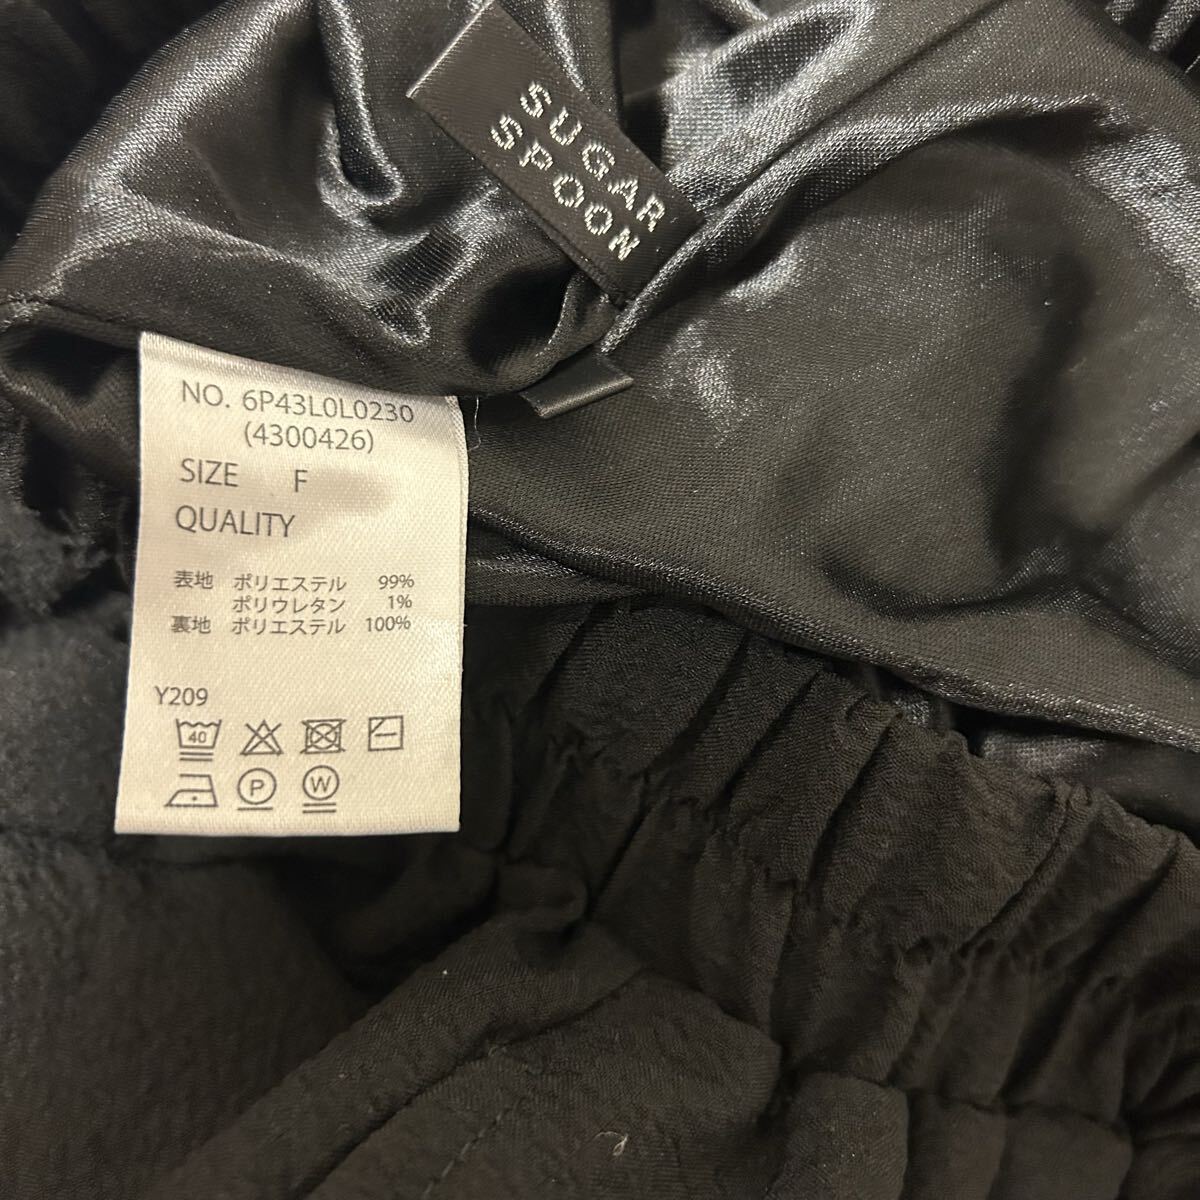 SUGAR
SPOON
NO. 6P43L0L0230
(4300426)
SIZE F
QUALITY
表地 ポリエステル 99%
ポリウレタン 1%
裏地 ポリエステル 100%
Y209
40
P W